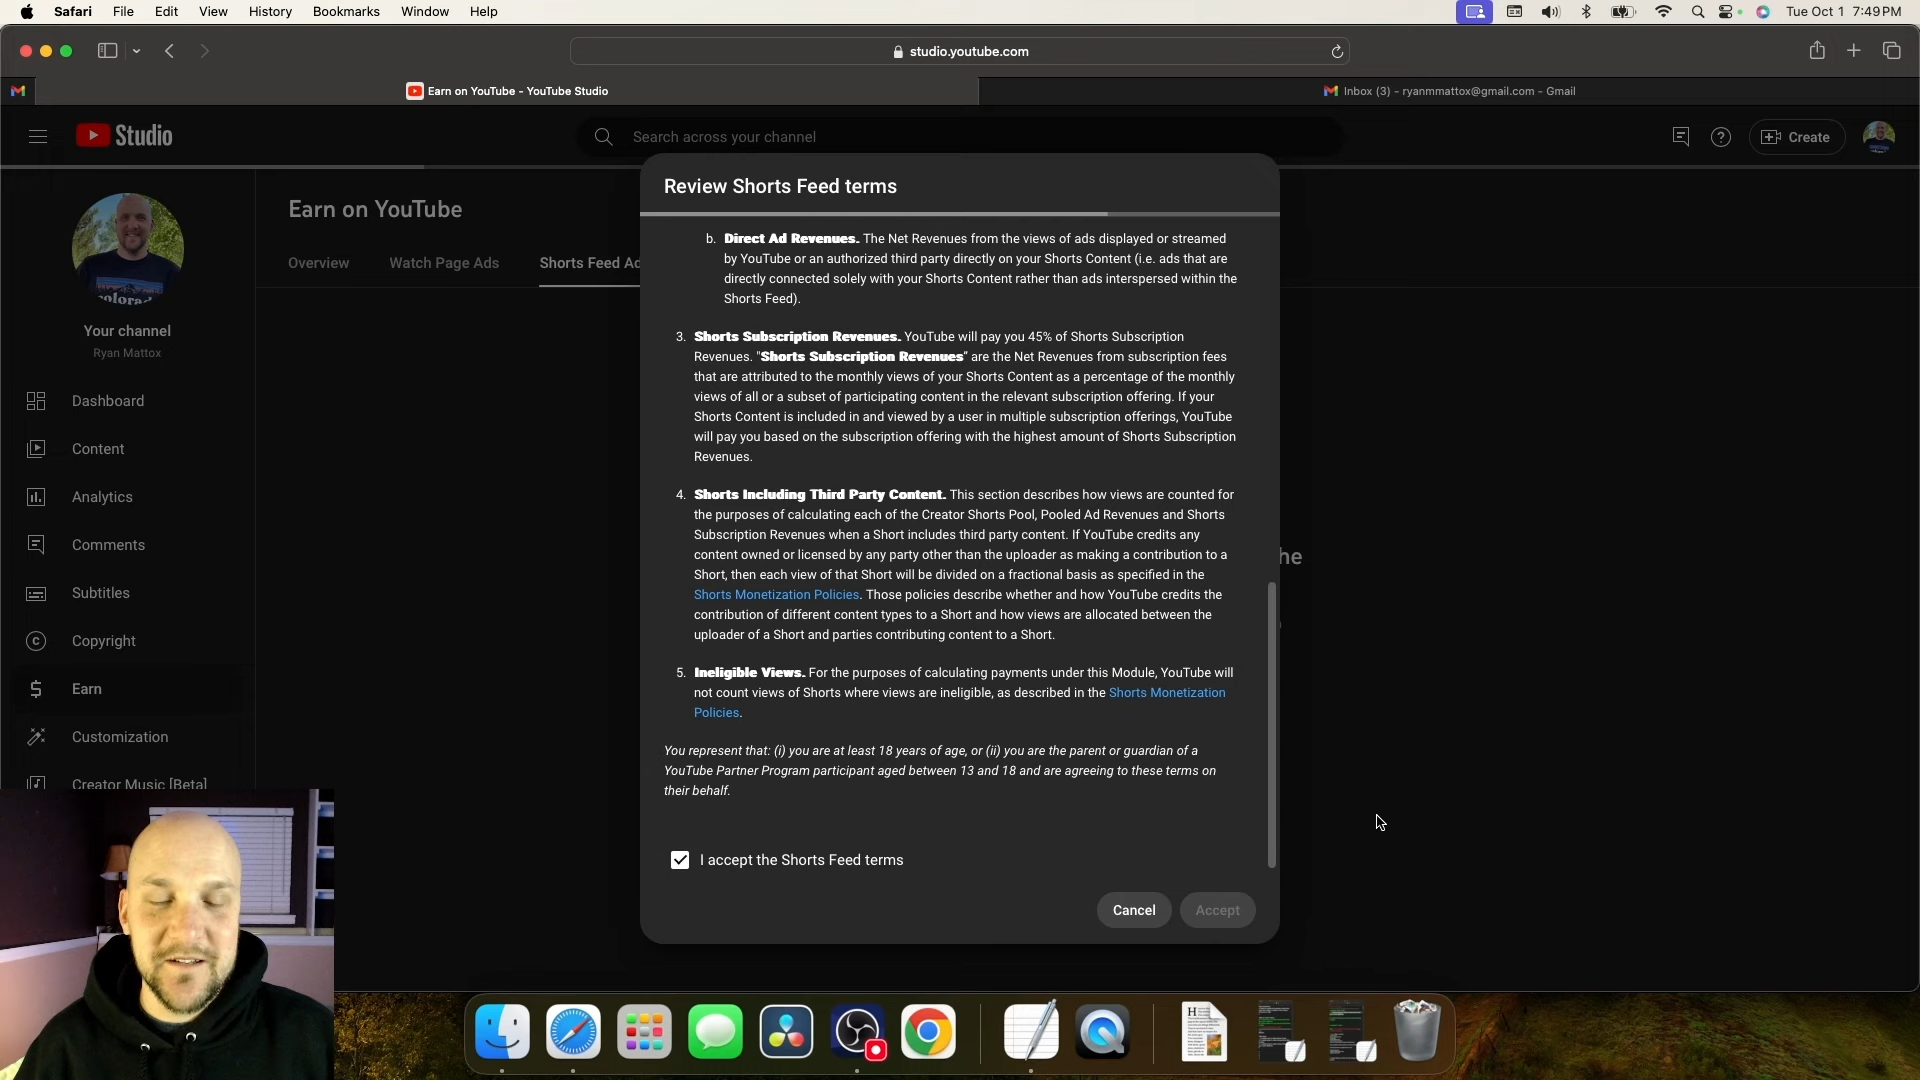 Safari File Edit View History Bookmarks Window Help
Tue Oct 1 7:49 PM
studio.youtube.com
Earn on YouTube - YouTube Studio
Inbox (3) - ryanmmattox@gmail.com - Gmail
Studio
Search across your channel
Create
Your channel
Ryan Mattox
Dashboard
Content
Analytics
Comments
Subtitles
Copyright
Earn
Customization
Creator Music [Beta]
Earn on YouTube
Overview Watch Page Ads Shorts Feed Ad
he
Review Shorts Feed terms
b. Direct Ad Revenues. The Net Revenues from the views of ads displayed or streamed
by YouTube or an authorized third party directly on your Shorts Content (i.e. ads that are
directly connected solely with your Shorts Content rather than ads interspersed within the
Shorts Feed).
3. Shorts Subscription Revenues. YouTube will pay you 45% of Shorts Subscription
Revenues. "Shorts Subscription Revenues" are the Net Revenues from subscription fees
that are attributed to the monthly views of your Shorts Content as a percentage of the monthly
views of all or a subset of participating content in the relevant subscription offering. If your
Shorts Content is included in and viewed by a user in multiple subscription offerings, YouTube
will pay you based on the subscription offering with the highest amount of Shorts Subscription
Revenues.
4. Shorts Including Third Party Content. This section describes how views are counted for
the purposes of calculating each of the Creator Shorts Pool, Pooled Ad Revenues and Shorts
Subscription Revenues when a Short includes third party content. If YouTube credits any
content owned or licensed by any party other than the uploader as making a contribution to a
Short, then each view of that Short will be divided on a fractional basis as specified in the
Shorts Monetization Policies. Those policies describe whether and how YouTube credits the
contribution of different content types to a Short and how views are allocated between the
uploader of a Short and parties contributing content to a Short.
5. Ineligible Views. For the purposes of calculating payments under this Module, YouTube will
not count views of Shorts where views are ineligible, as described in the Shorts Monetization
Policies.
You represent that: (i) you are at least 18 years of age, or (ii) you are the parent or guardian of a
YouTube Partner Program participant aged between 13 and 18 and are agreeing to these terms on
their behalf.
I accept the Shorts Feed terms
Cancel Accept